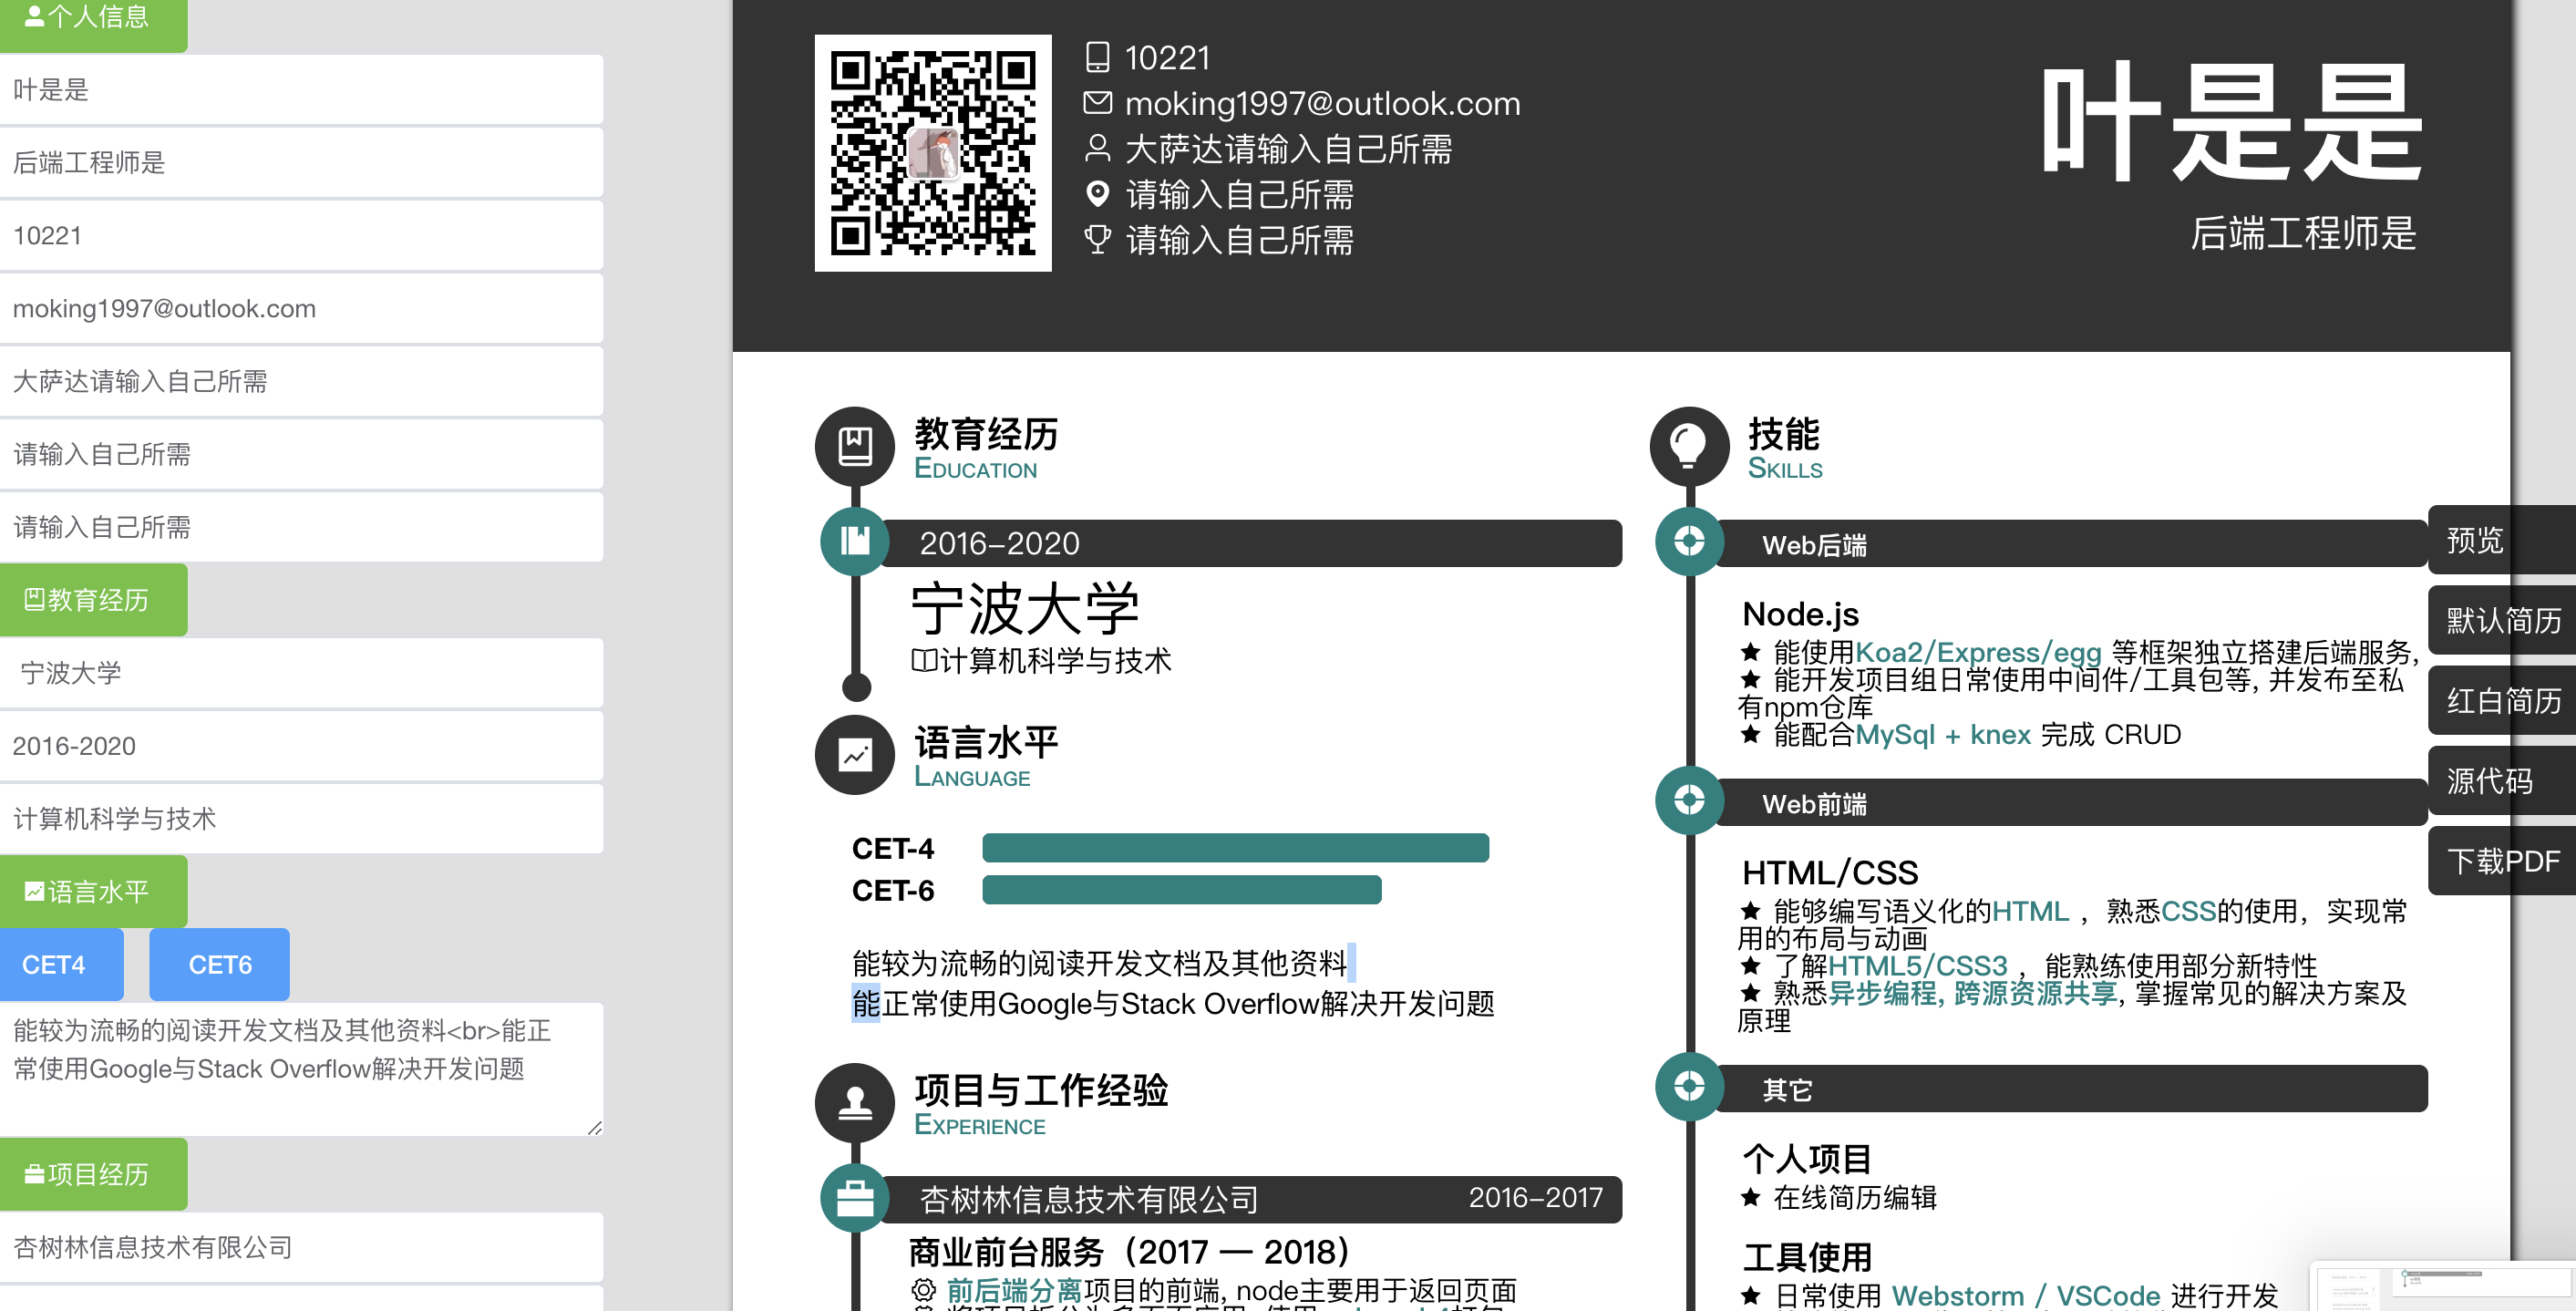 个人信息
叶是是
后端工程师是
10221
moking1997@outlook.com
大萨达请输入自己所需
请输入自己所需
请输入自己所需
教育经历
宁波大学
2016-2020
计算机科学与技术
语言水平
CET4 CET6
能较为流畅的阅读开发文档及其他资料<br>能正
常使用Google与Stack Overflow解决开发问题
项目经历
杏树林信息技术有限公司
10221
moking1997@outlook.com
大萨达请输入自己所需
请输入自己所需
请输入自己所需
叶是是
后端工程师是
教育经历
EDUCATION
2016–2020
宁波大学
计算机科学与技术
语言水平
LANGUAGE
CET-4
CET-6
能较为流畅的阅读开发文档及其他资料
能正常使用Google与Stack Overflow解决开发问题
项目与工作经验
EXPERIENCE
杏树林信息技术有限公司 2016–2017
商业前台服务（2017 — 2018）
前后端分离项目的前端, node主要用于返回页面
技能
SKILLS
Web后端
Node.js
★ 能使用Koa2/Express/egg 等框架独立搭建后端服务,
★ 能开发项目组日常使用中间件/工具包等, 并发布至私
有npm仓库
★ 能配合MySql + knex 完成 CRUD
Web前端
HTML/CSS
★ 能够编写语义化的HTML ，熟悉CSS的使用，实现常
用的布局与动画
★ 了解HTML5/CSS3 ，能熟练使用部分新特性
★ 熟悉异步编程, 跨源资源共享, 掌握常见的解决方案及
原理
其它
个人项目
★ 在线简历编辑
工具使用
★ 日常使用 Webstorm / VSCode 进行开发
预览
默认简历
红白简历
源代码
下载PDF